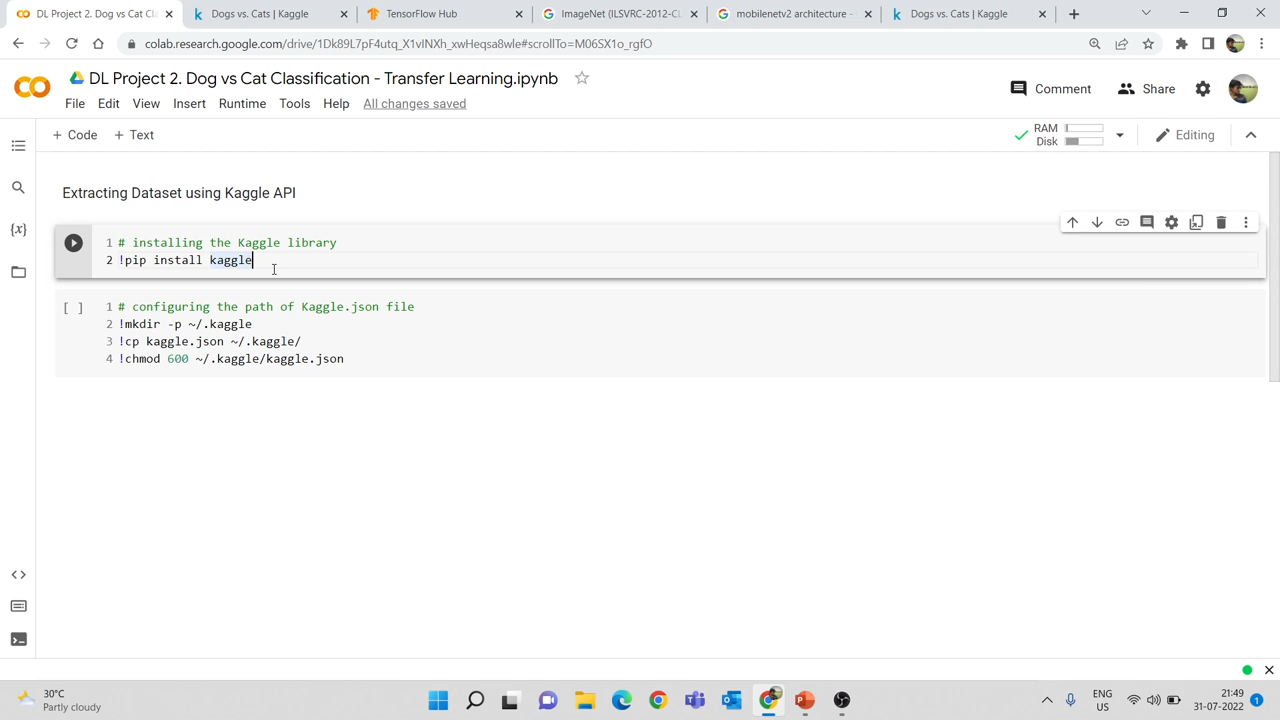 DL Project 2. Dog vs Cat Cl
Dogs vs. Cats | Kaggle
TensorFlow Hub
ImageNet (ILSVRC-2012-CL
mobilenetv2 architecture -
Dogs vs. Cats | Kaggle
colab.research.google.com/drive/1Dk89L7pF4utq_X1vINXh_xwHeqsa8wle#scrollTo=M06SX1o_rgfO
DL Project 2. Dog vs Cat Classification - Transfer Learning.ipynb
File Edit View Insert Runtime Tools Help All changes saved
Comment
Share
+ Code + Text
RAM
Disk
Editing
Extracting Dataset using Kaggle API
1 # installing the Kaggle library
2 !pip install kaggle
[ ] 1 # configuring the path of Kaggle.json file
2 !mkdir -p ~/.kaggle
3 !cp kaggle.json ~/.kaggle/
4 !chmod 600 ~/.kaggle/kaggle.json
{x}
30°C
Partly cloudy
ENG
US
21:49
31-07-2022
1